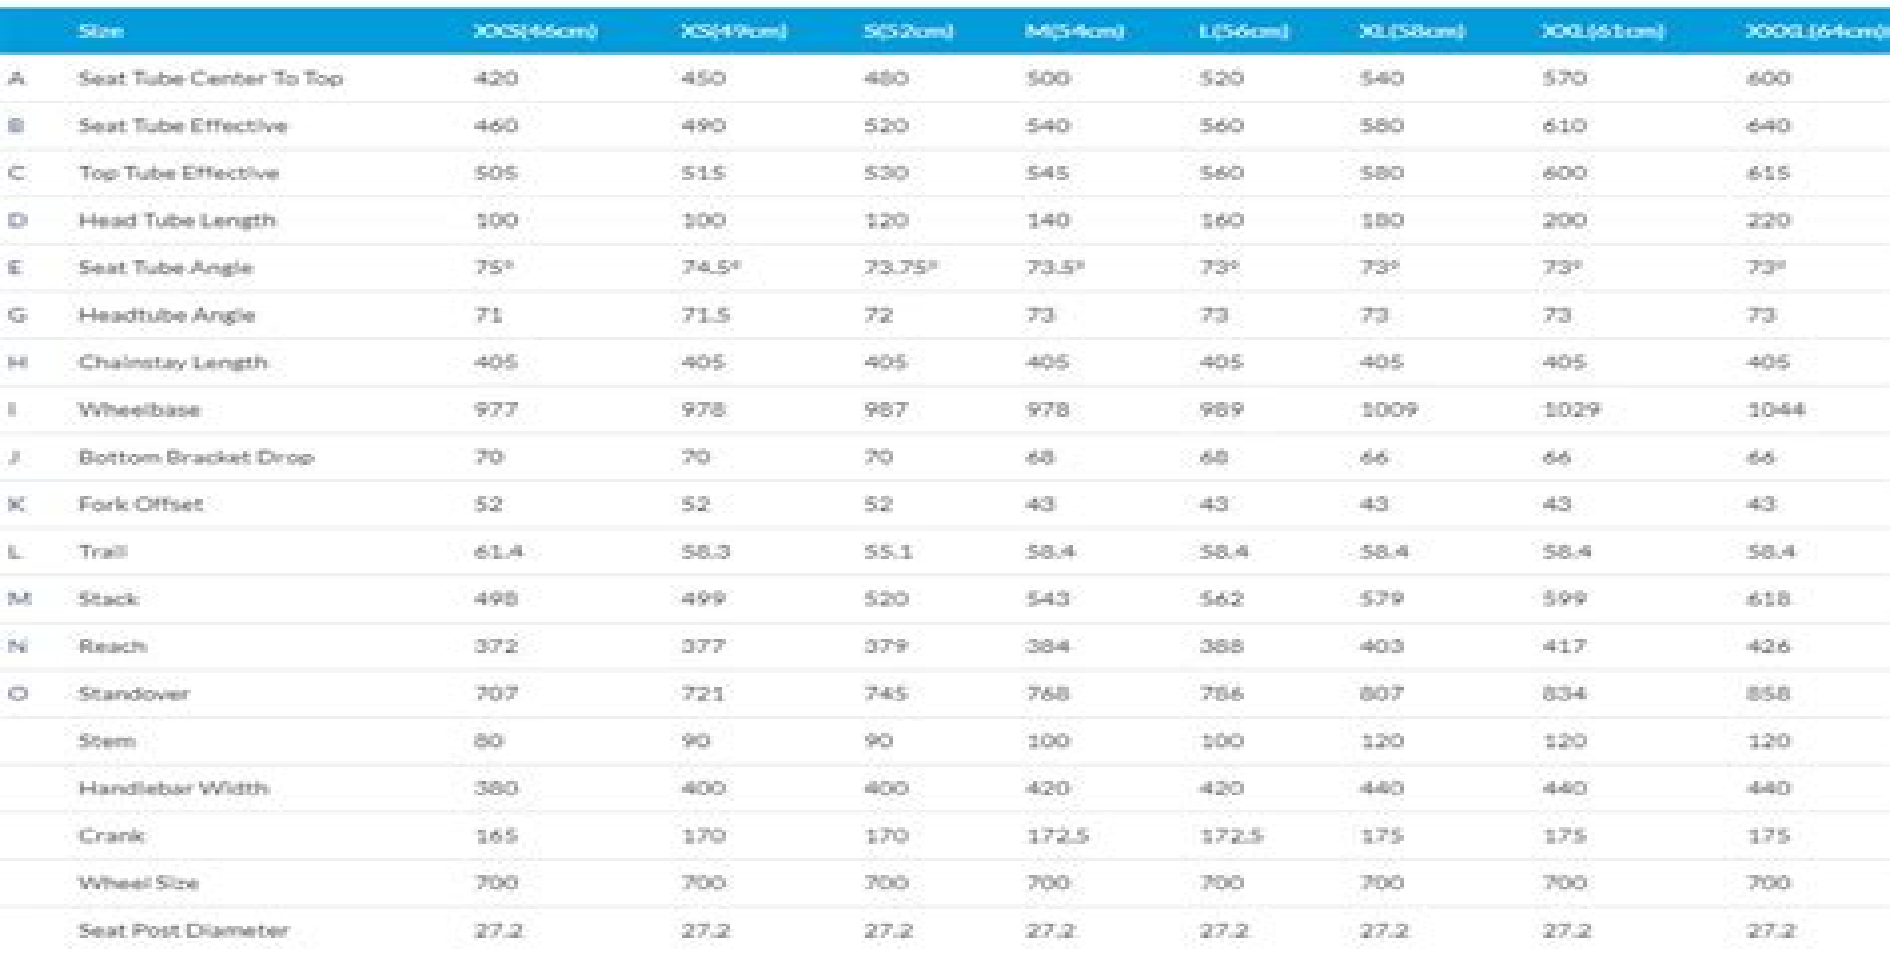 Size XXS(46cm) XS(49cm) S(52cm) M(54cm) L(56cm) XL(58cm) XXL(61cm) XXXL(64cm)
A Seat Tube Center To Top 420 450 480 500 520 540 570 600
B Seat Tube Effective 460 490 520 540 560 580 610 640
C Top Tube Effective 505 515 530 545 560 580 600 615
D Head Tube Length 100 100 120 140 160 180 200 220
E Seat Tube Angle 75° 74.5° 73.75° 73.5° 73° 73° 73° 73°
G Headtube Angle 71 71.5 72 73 73 73 73 73
H Chainstay Length 405 405 405 405 405 405 405 405
I Wheelbase 977 978 987 978 989 1009 1029 1044
J Bottom Bracket Drop 70 70 70 68 68 66 66 66
K Fork Offset 52 52 52 43 43 43 43 43
L Trail 61.4 58.3 55.1 58.4 58.4 58.4 58.4 58.4
M Stack 498 499 520 543 562 579 599 618
N Reach 372 377 379 384 388 403 417 426
O Standover 707 721 745 768 786 807 834 858
Stem 80 90 90 100 100 120 120 120
Handlebar Width 380 400 400 420 420 440 440 440
Crank 165 170 170 172.5 172.5 175 175 175
Wheel Size 700 700 700 700 700 700 700 700
Seat Post Diameter 27.2 27.2 27.2 27.2 27.2 27.2 27.2 27.2